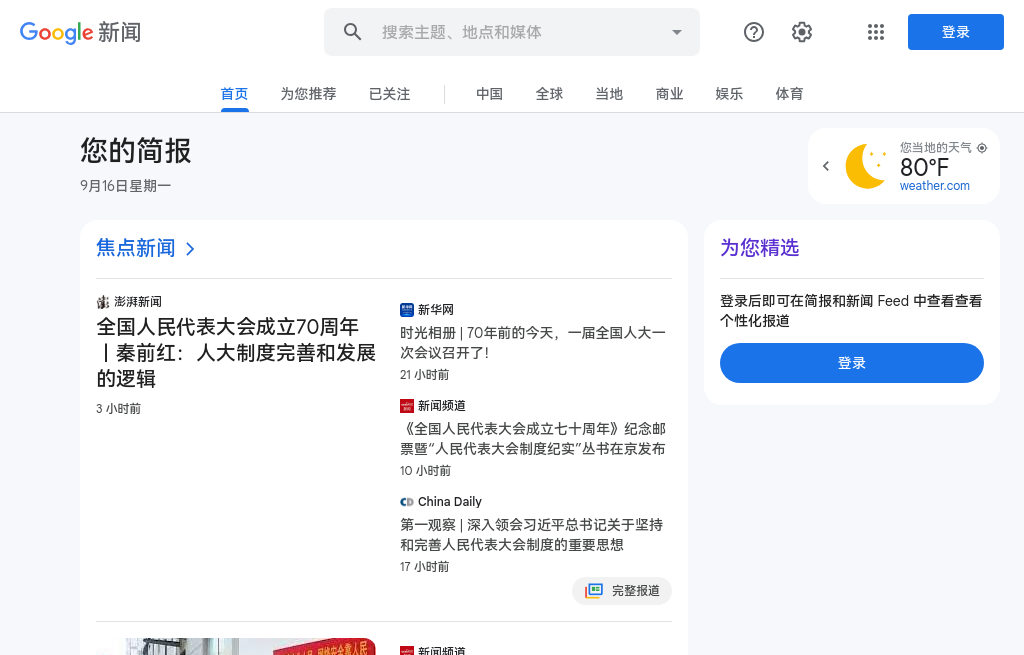 Google 新闻
搜索主题、地点和媒体
登录
首页
为您推荐
已关注
中国
全球
当地
商业
娱乐
体育
您的简报
9月16日星期一
您当地的天气
80°F
weather.com
焦点新闻
澎湃新闻
全国人民代表大会成立70周年
丨秦前红：人大制度完善和发展
的逻辑
3 小时前
新华网
时光相册 | 70年前的今天，一届全国人大一
次会议召开了！
21 小时前
新闻频道
《全国人民代表大会成立七十周年》纪念邮
票暨“人民代表大会制度纪实”丛书在京发布
10 小时前
China Daily
第一观察 | 深入领会习近平总书记关于坚持
和完善人民代表大会制度的重要思想
17 小时前
完整报道
为您精选
登录后即可在简报和新闻 Feed 中查看查看
个性化报道
登录
新闻频道